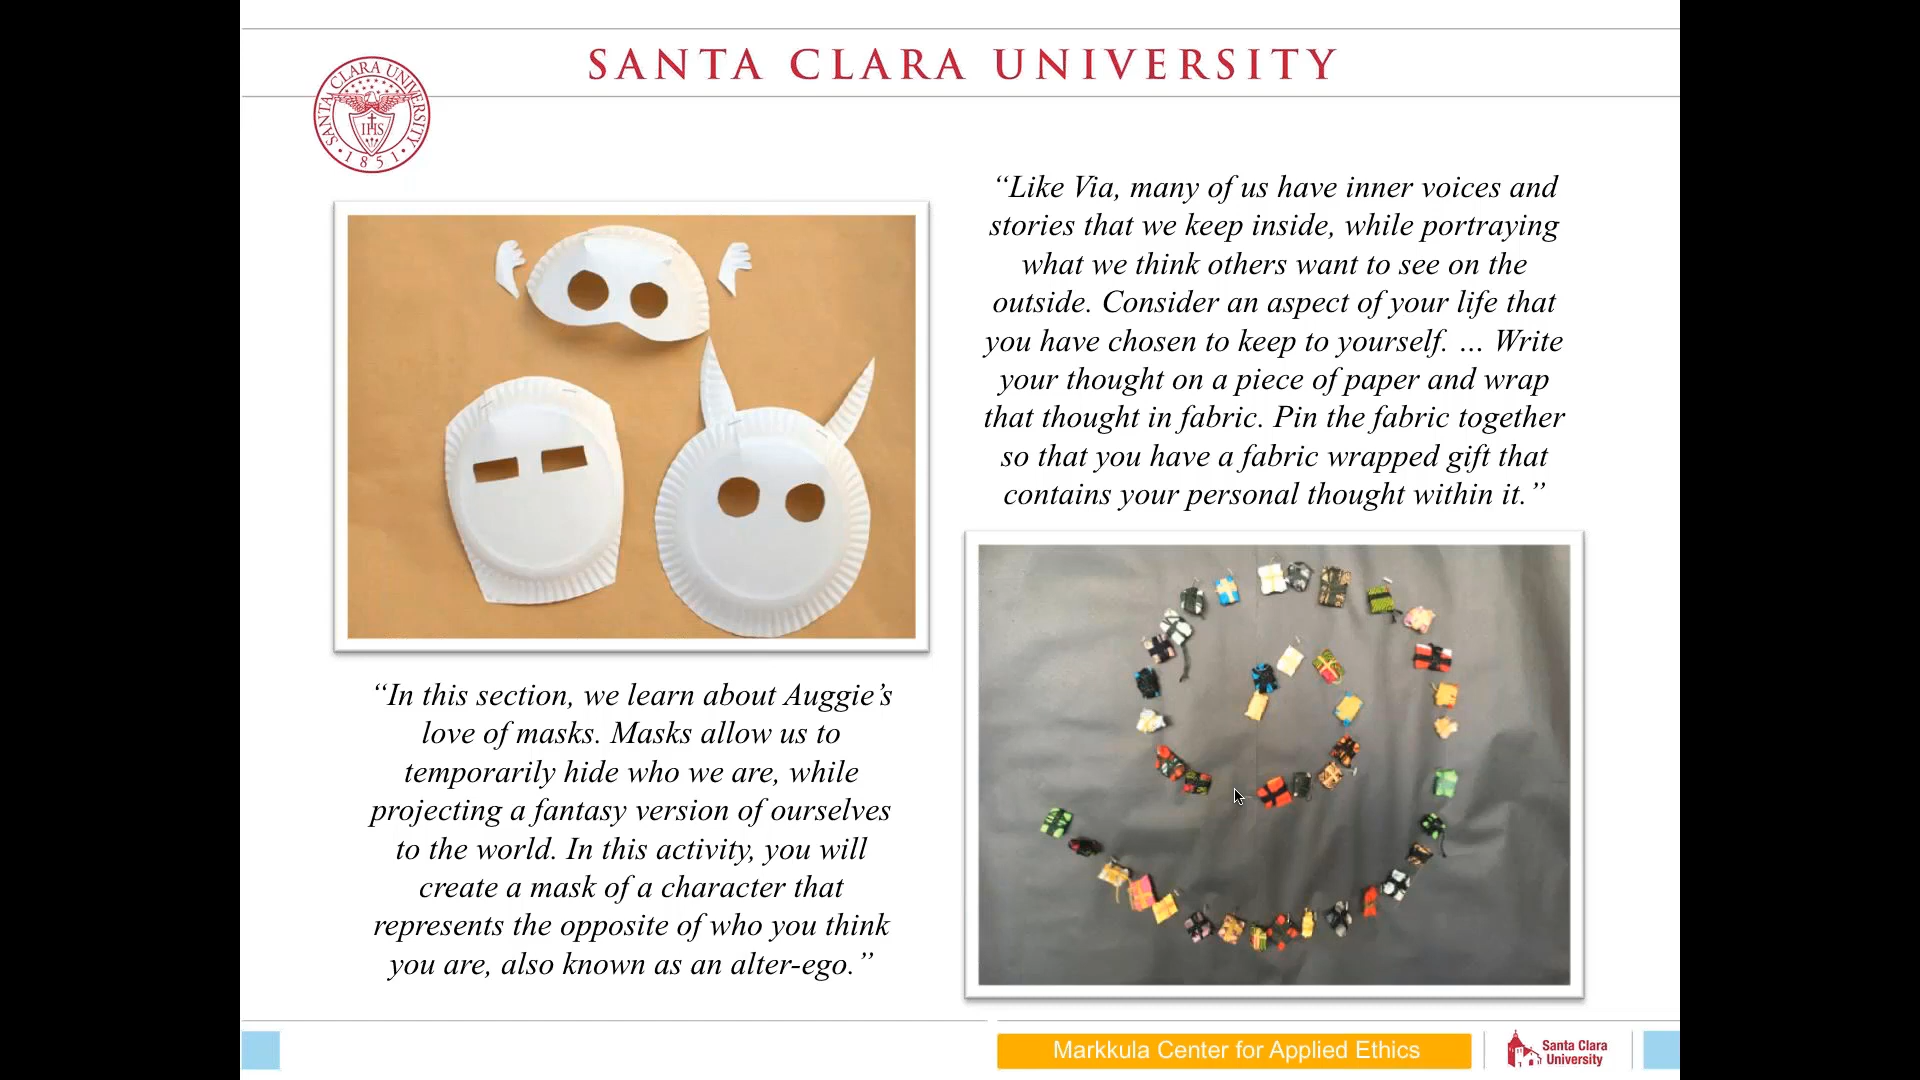 SANTA CLARA UNIVERSITY
SANTA CLARA UNIVERSITY
IHS
• 1851 •
“Like Via, many of us have inner voices and
stories that we keep inside, while portraying
what we think others want to see on the
outside. Consider an aspect of your life that
you have chosen to keep to yourself. … Write
your thought on a piece of paper and wrap
that thought in fabric. Pin the fabric together
so that you have a fabric wrapped gift that
contains your personal thought within it.”
“In this section, we learn about Auggie’s
love of masks. Masks allow us to
temporarily hide who we are, while
projecting a fantasy version of ourselves
to the world. In this activity, you will
create a mask of a character that
represents the opposite of who you think
you are, also known as an alter-ego.”
Markkula Center for Applied Ethics
Santa Clara
University